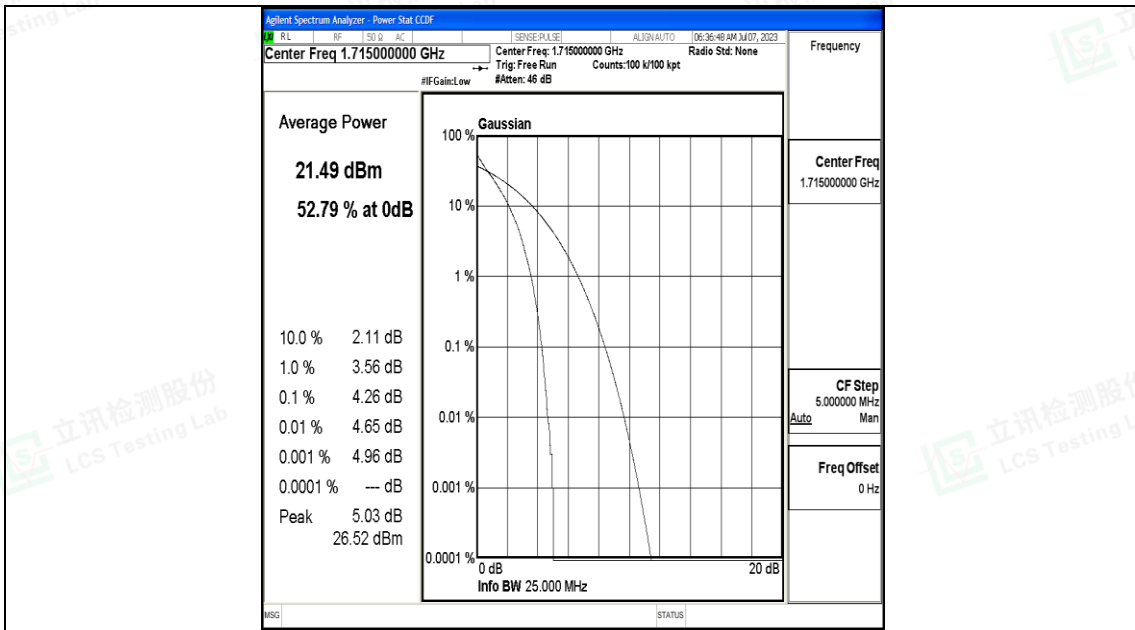 Agilent Spectrum Analyzer - Power Stat CCDF
LXI RL RF 50 Ω AC SENSE:PULSE ALIGN AUTO 06:36:48 AM Jul 07, 2023
Center Freq 1.715000000 GHz
Center Freq: 1.715000000 GHz
Radio Std: None
Trig: Free Run
Counts:100 k/100 kpt
#IFGain:Low
#Atten: 46 dB
Frequency
Average Power
21.49 dBm
52.79 % at 0dB
10.0 % 2.11 dB
1.0 % 3.56 dB
0.1 % 4.26 dB
0.01 % 4.65 dB
0.001 % 4.96 dB
0.0001 % --- dB
Peak 5.03 dB
26.52 dBm
Gaussian
100 %
10 %
1 %
0.1 %
0.01 %
0.001 %
0.0001 %
0 dB
20 dB
Info BW 25.000 MHz
Center Freq
1.715000000 GHz
CF Step
5.000000 MHz
Auto Man
Freq Offset
0 Hz
MSG
STATUS
立讯检测股份
LCS Testing Lab
立讯检测股份
LCS Testing L